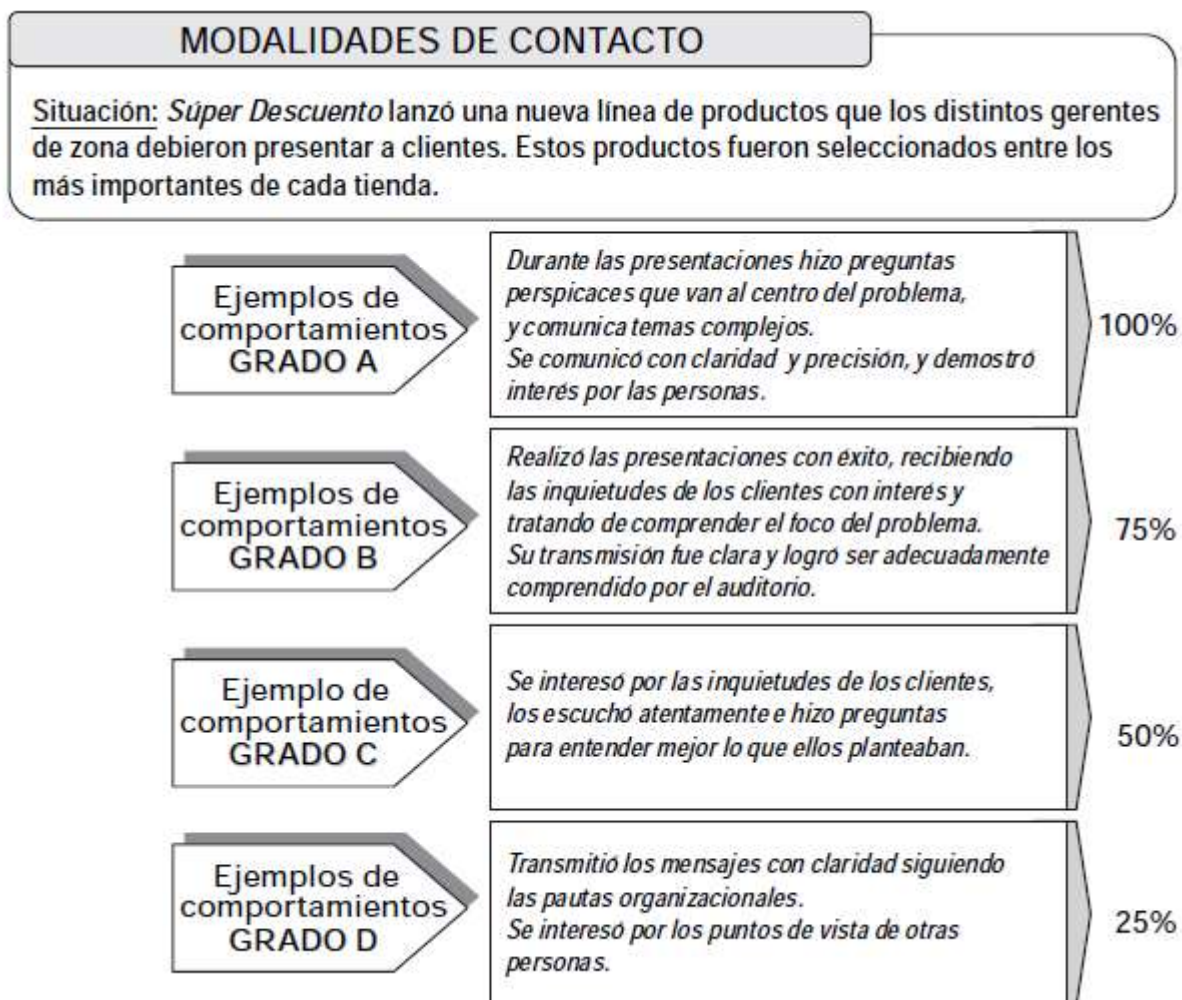 MODALIDADES DE CONTACTO
Situación: Súper Descuento lanzó una nueva línea de productos que los distintos gerentes
de zona debieron presentar a clientes. Estos productos fueron seleccionados entre los
más importantes de cada tienda.
Ejemplos de
comportamientos
GRADO A
Durante las presentaciones hizo preguntas
perspicaces que van al centro del problema,
y comunica temas complejos.
Se comunicó con claridad y precisión, y demostró
interés por las personas.
100%
Ejemplos de
comportamientos
GRADO B
Realizó las presentaciones con éxito, recibiendo
las inquietudes de los clientes con interés y
tratando de comprender el foco del problema.
Su transmisión fue clara y logró ser adecuadamente
comprendido por el auditorio.
75%
Ejemplo de
comportamientos
GRADO C
Se interesó por las inquietudes de los clientes,
los escuchó atentamente e hizo preguntas
para entender mejor lo que ellos planteaban.
50%
Ejemplos de
comportamientos
GRADO D
Transmitió los mensajes con claridad siguiendo
las pautas organizacionales.
Se interesó por los puntos de vista de otras
personas.
25%